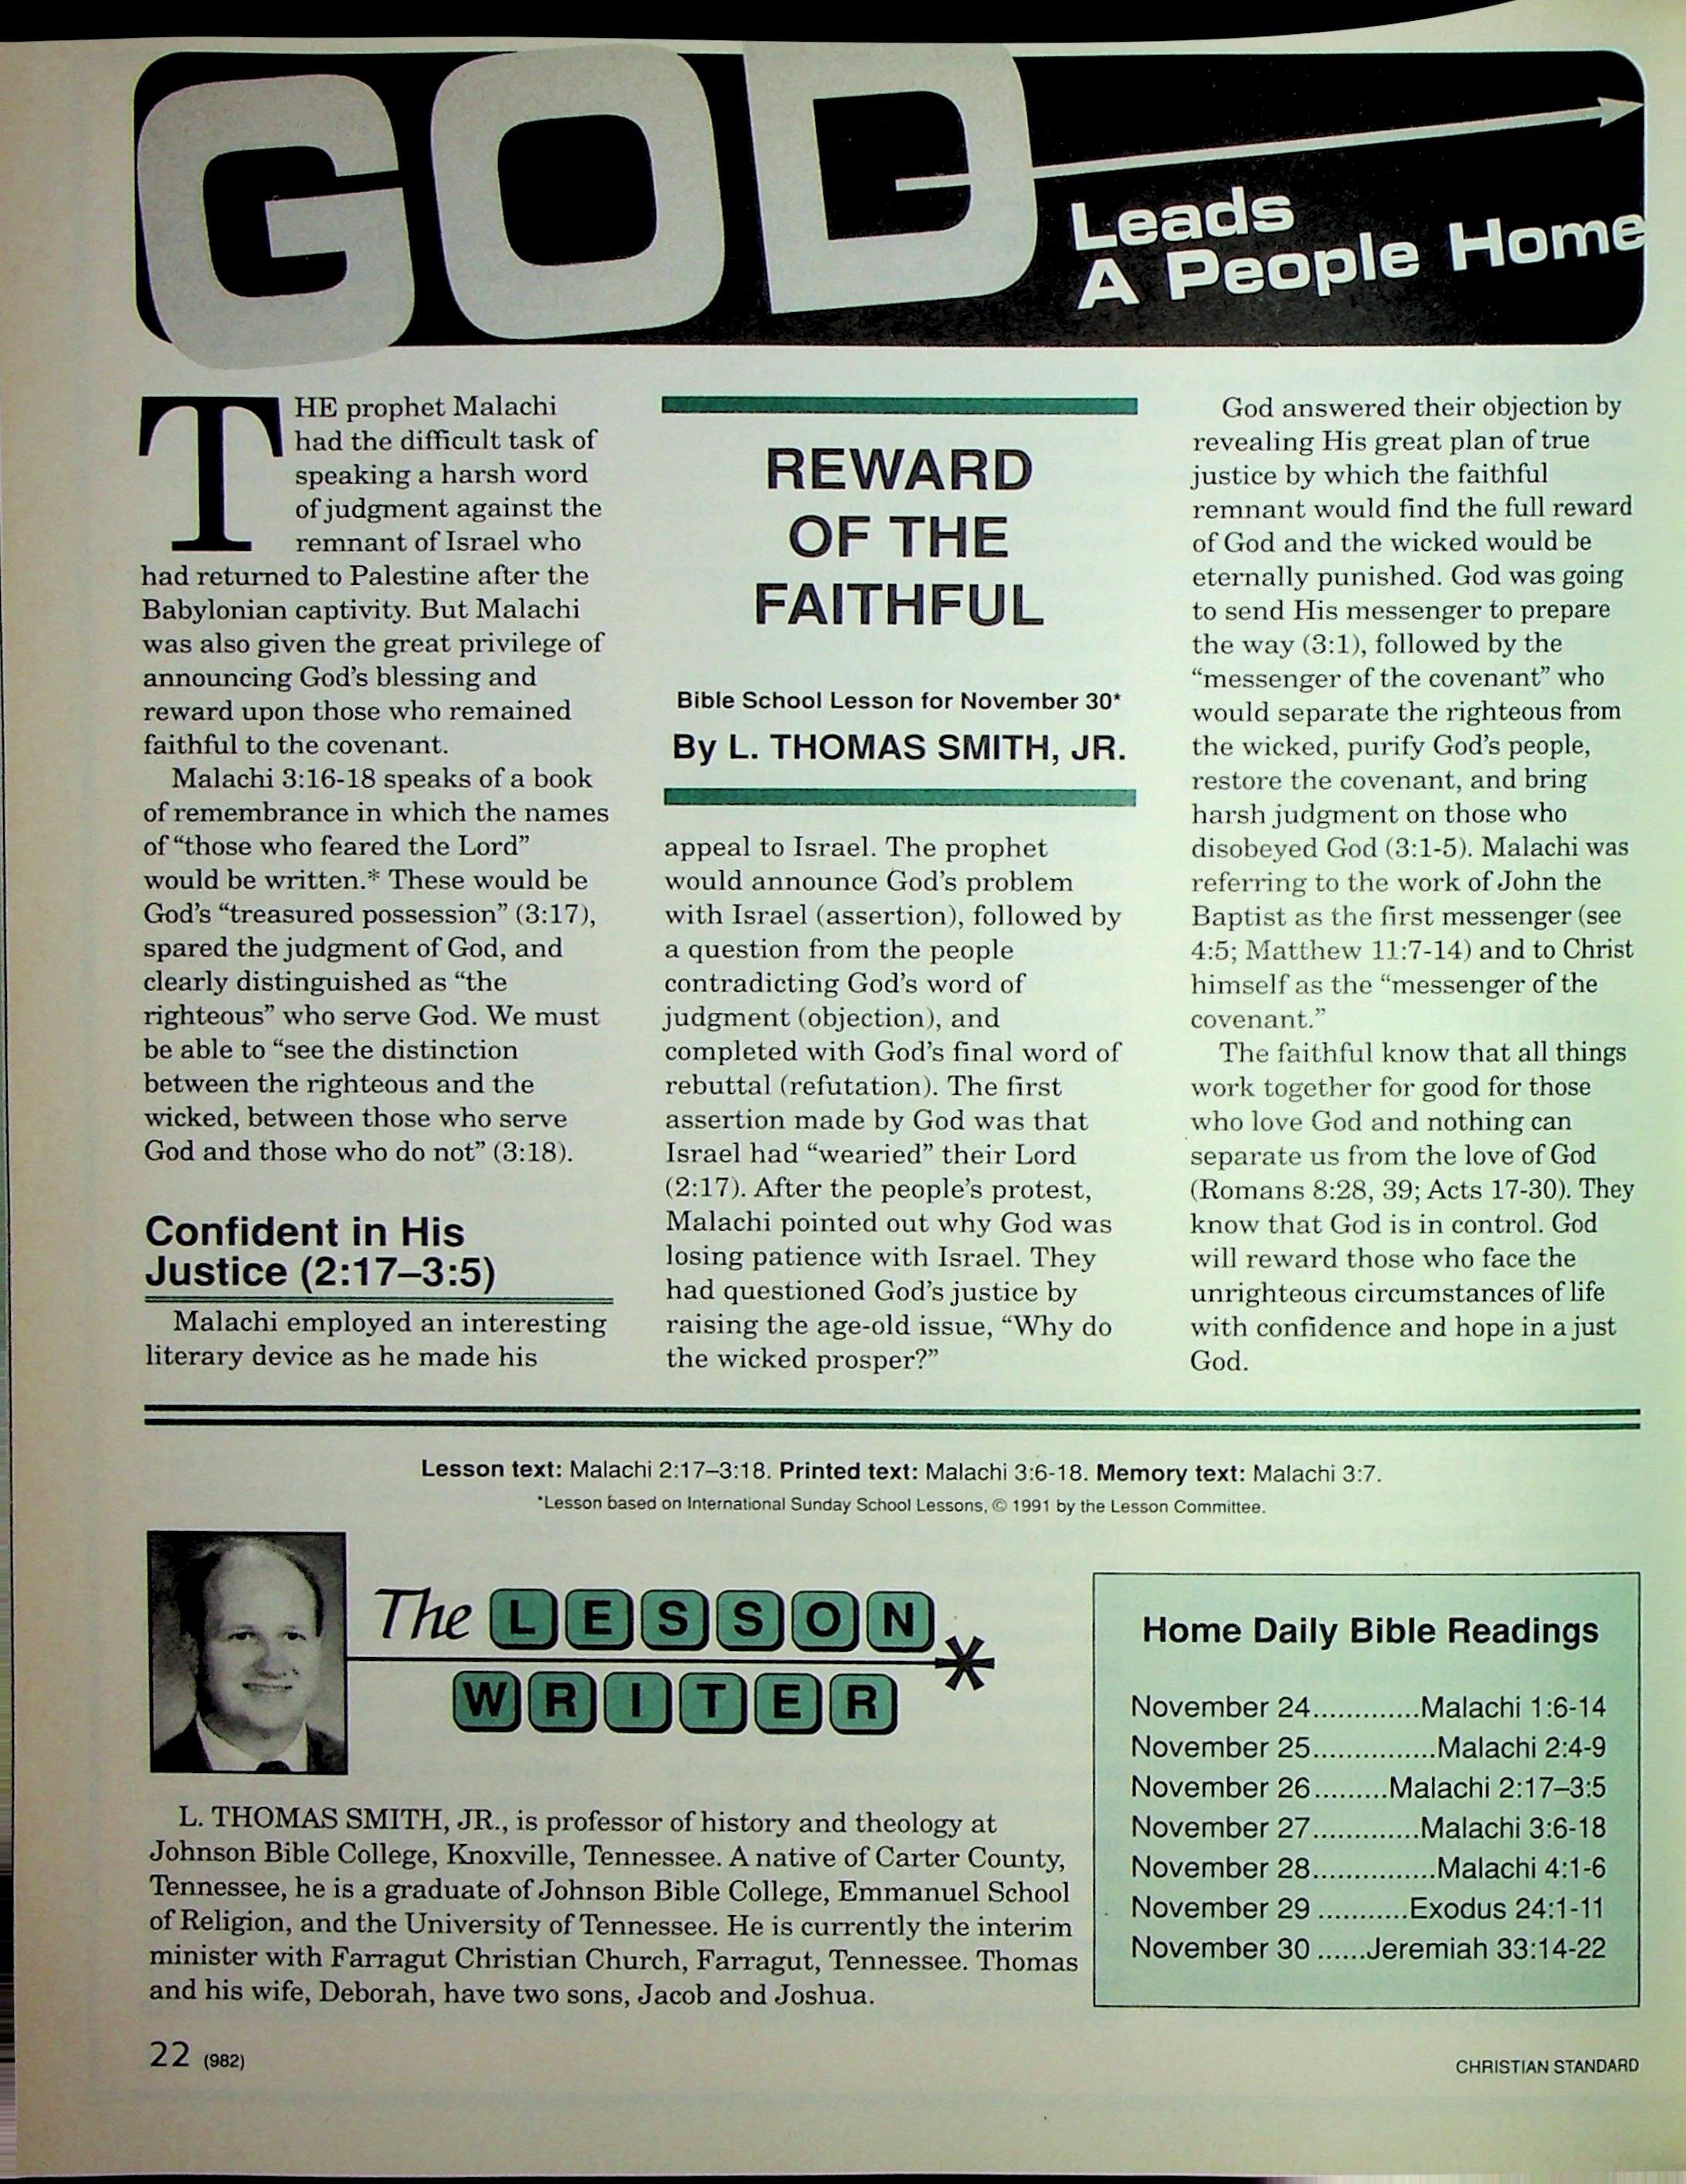 GOD
Leads
A People Home
THE prophet Malachi
had the difficult task of
speaking a harsh word
of judgment against the
remnant of Israel who
had returned to Palestine after the
Babylonian captivity. But Malachi
was also given the great privilege of
announcing God's blessing and
reward upon those who remained
faithful to the covenant.
Malachi 3:16-18 speaks of a book
of remembrance in which the names
of “those who feared the Lord”
would be written.* These would be
God's “treasured possession” (3:17),
spared the judgment of God, and
clearly distinguished as “the
righteous” who serve God. We must
be able to “see the distinction
between the righteous and the
wicked, between those who serve
God and those who do not” (3:18).
Confident in His
Justice (2:17–3:5)
Malachi employed an interesting
literary device as he made his
REWARD
OF THE
FAITHFUL
Bible School Lesson for November 30*
By L. THOMAS SMITH, JR.
appeal to Israel. The prophet
would announce God's problem
with Israel (assertion), followed by
a question from the people
contradicting God's word of
judgment (objection), and
completed with God's final word of
rebuttal (refutation). The first
assertion made by God was that
Israel had “wearied” their Lord
(2:17). After the people's protest,
Malachi pointed out why God was
losing patience with Israel. They
had questioned God's justice by
raising the age-old issue, “Why do
the wicked prosper?”
God answered their objection by
revealing His great plan of true
justice by which the faithful
remnant would find the full reward
of God and the wicked would be
eternally punished. God was going
to send His messenger to prepare
the way (3:1), followed by the
“messenger of the covenant” who
would separate the righteous from
the wicked, purify God's people,
restore the covenant, and bring
harsh judgment on those who
disobeyed God (3:1-5). Malachi was
referring to the work of John the
Baptist as the first messenger (see
4:5; Matthew 11:7-14) and to Christ
himself as the “messenger of the
covenant.”
The faithful know that all things
work together for good for those
who love God and nothing can
separate us from the love of God
(Romans 8:28, 39; Acts 17-30). They
know that God is in control. God
will reward those who face the
unrighteous circumstances of life
with confidence and hope in a just
God.
Lesson text: Malachi 2:17–3:18. Printed text: Malachi 3:6-18. Memory text: Malachi 3:7.
*Lesson based on International Sunday School Lessons, © 1991 by the Lesson Committee.
The LESSON
WRITER*
L. THOMAS SMITH, JR., is professor of history and theology at
Johnson Bible College, Knoxville, Tennessee. A native of Carter County,
Tennessee, he is a graduate of Johnson Bible College, Emmanuel School
of Religion, and the University of Tennessee. He is currently the interim
minister with Farragut Christian Church, Farragut, Tennessee. Thomas
and his wife, Deborah, have two sons, Jacob and Joshua.
Home Daily Bible Readings
November 24.............Malachi 1:6-14
November 25...............Malachi 2:4-9
November 26.........Malachi 2:17–3:5
November 27.............Malachi 3:6-18
November 28...............Malachi 4:1-6
November 29 ...........Exodus 24:1-11
November 30 ......Jeremiah 33:14-22
22 (982)
CHRISTIAN STANDARD